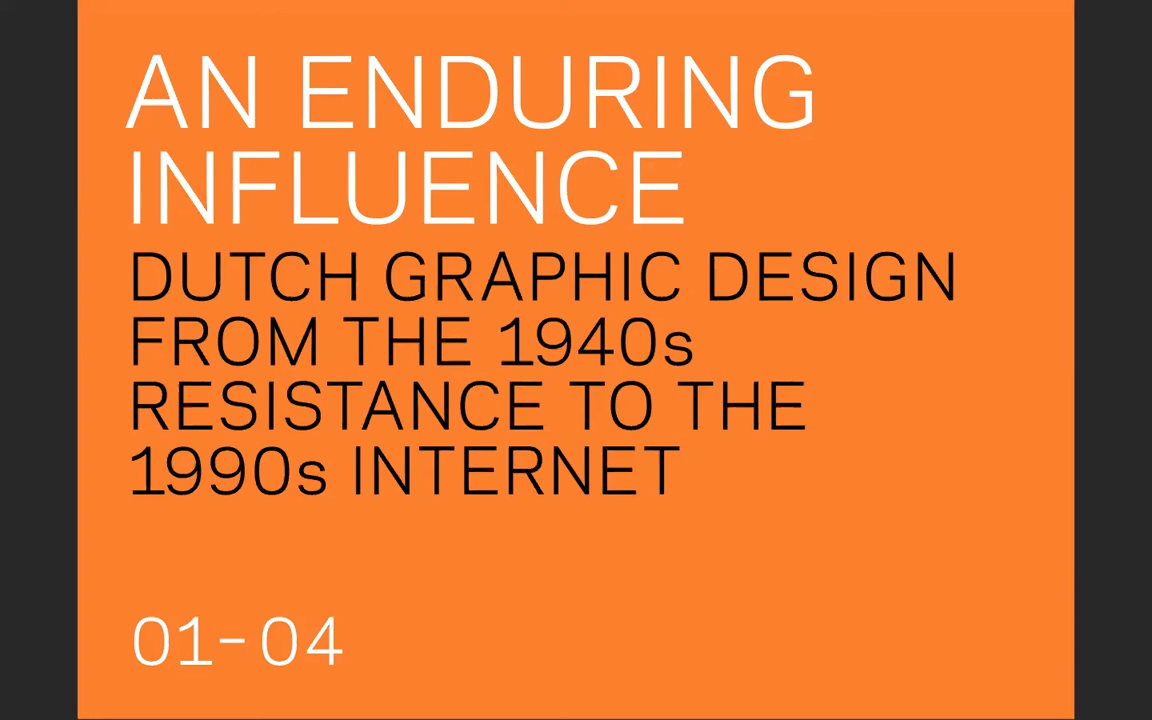 AN ENDURING
INFLUENCE
DUTCH GRAPHIC DESIGN
FROM THE 1940s
RESISTANCE TO THE
1990s INTERNET
01– 04